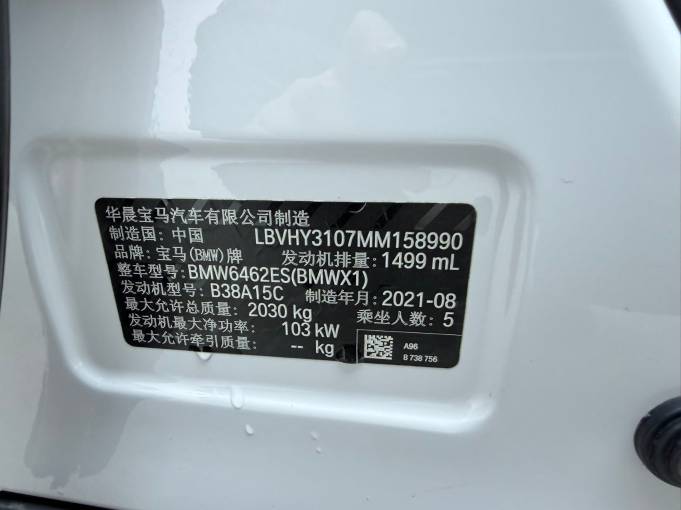 华晨宝马汽车有限公司制造
制造国: 中国 LBVHY3107MM158990
品牌: 宝马(BMW)牌 发动机排量: 1499 mL
整车型号: BMW6462ES(BMWX1)
发动机型号: B38A15C 制造年月: 2021-08
最大允许总质量: 2030 kg 乘坐人数: 5
发动机最大净功率: 103 kW
最大允许牵引质量: -- kg
A96
8 738 756